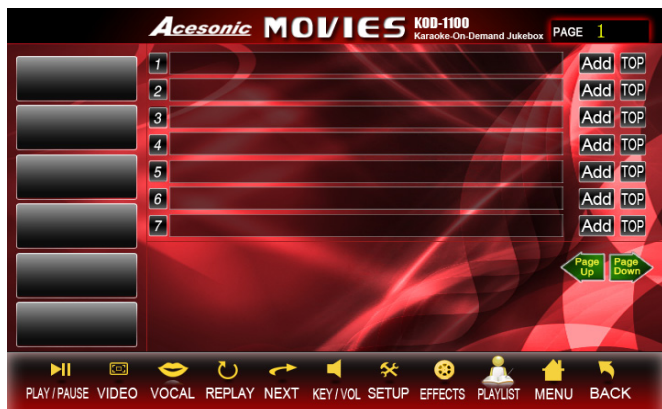 Acesonic MOVIES KOD-1100
Karaoke-On-Demand Jukebox
PAGE 1
1 Add TOP
2 Add TOP
3 Add TOP
4 Add TOP
5 Add TOP
6 Add TOP
7 Add TOP
Page Up Page Down
PLAY / PAUSE VIDEO VOCAL REPLAY NEXT KEY / VOL SETUP EFFECTS PLAYLIST MENU BACK